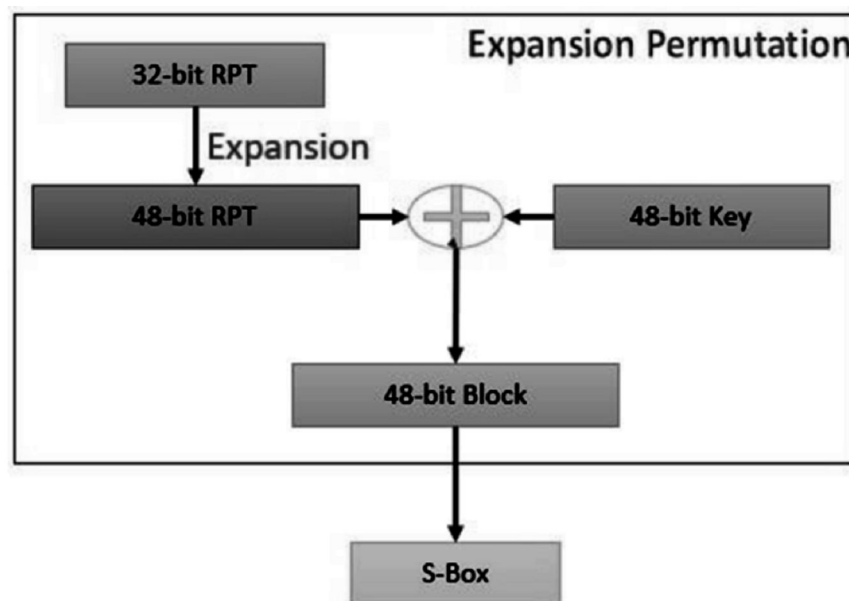 Expansion Permutation
32-bit RPT
Expansion
48-bit RPT
48-bit Key
48-bit Block
S-Box